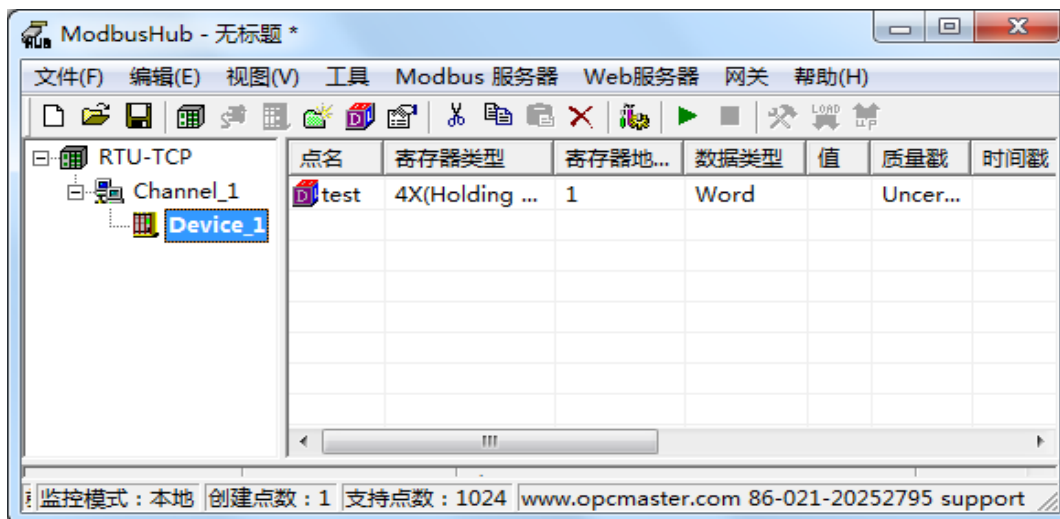 ModbusHub - 无标题 *
文件(F) 编辑(E) 视图(V) 工具 Modbus 服务器 Web服务器 网关 帮助(H)
RTU-TCP
Channel_1
Device_1
点名 寄存器类型 寄存器地... 数据类型 值 质量戳 时间戳
test 4X(Holding ... 1 Word Uncer...
监控模式：本地 创建点数：1 支持点数：1024 www.opcmaster.com 86-021-20252795 support